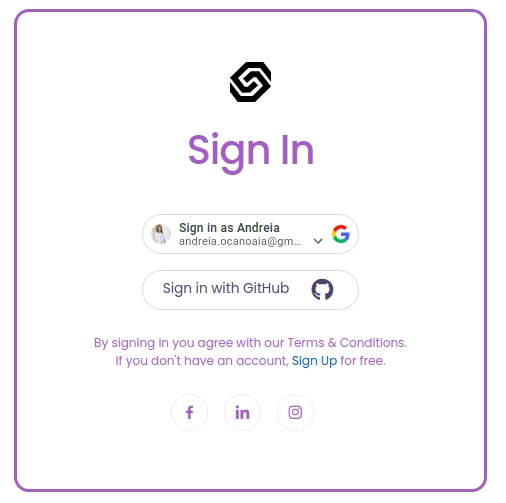 Sign In
Sign in as Andreia
andreia.ocanoaia@gm...
Sign in with GitHub
By signing in you agree with our Terms & Conditions.
If you don't have an account, Sign Up for free.